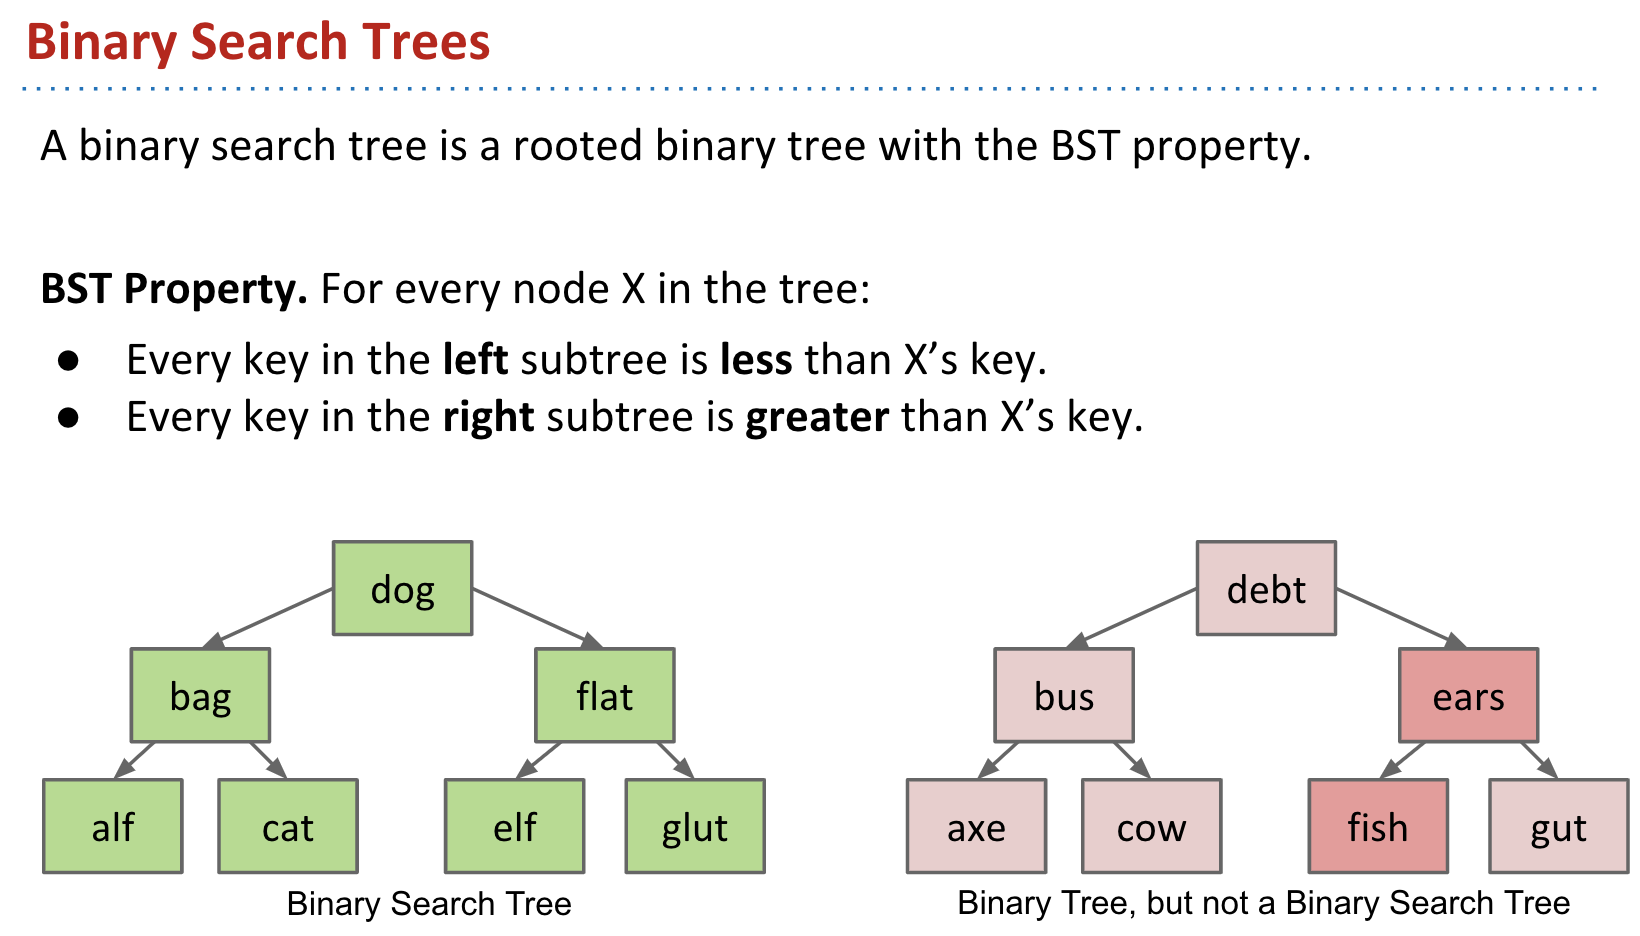 Binary Search Trees
A binary search tree is a rooted binary tree with the BST property.
BST Property. For every node X in the tree:
● Every key in the left subtree is less than X’s key.
● Every key in the right subtree is greater than X’s key.
dog
bag
flat
alf
cat
elf
glut
Binary Search Tree
debt
bus
ears
axe
cow
fish
gut
Binary Tree, but not a Binary Search Tree